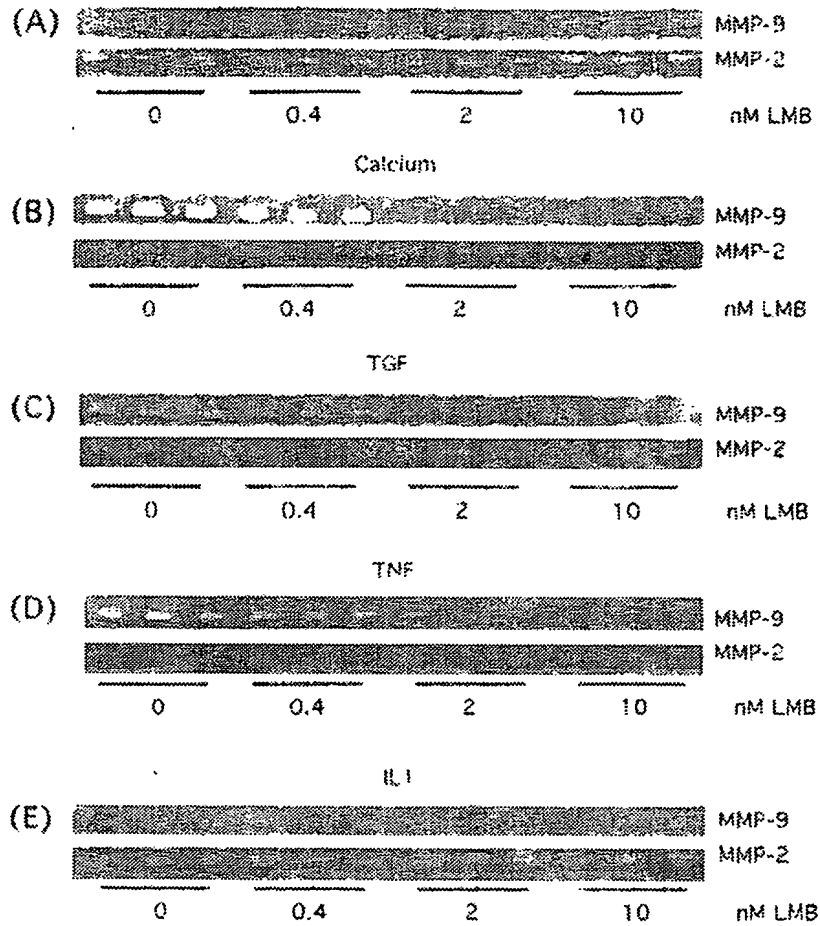 (A) MMP-9
MMP-2
0 0.4 2 10 nM LMB
Calcium
(B) MMP-9
MMP-2
0 0.4 2 10 nM LMB
TGF
(C) MMP-9
MMP-2
0 0.4 2 10 nM LMB
TNF
(D) MMP-9
MMP-2
0 0.4 2 10 nM LMB
IL1
(E) MMP-9
MMP-2
0 0.4 2 10 nM LMB